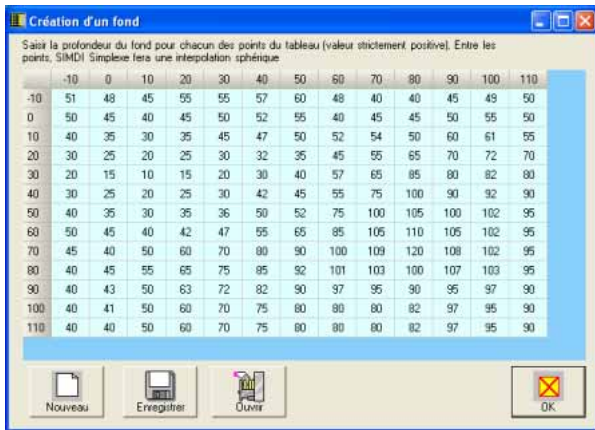 Création d'un fond
Saisir la profondeur du fond pour chacun des points du tableau (valeur strictement positive). Entre les
points, SIMDI Simplexe fera une interpolation sphérique
-10 0 10 20 30 40 50 60 70 80 90 100 110
-10 51 48 45 55 55 57 60 48 40 40 45 49 50
0 50 45 40 45 50 52 55 40 45 45 50 55 50
10 40 35 30 35 45 47 50 52 54 50 60 61 55
20 30 25 20 25 30 32 35 45 55 65 70 72 70
30 20 15 10 15 20 30 40 57 65 85 80 82 80
40 30 25 20 25 30 42 45 55 75 100 90 92 90
50 40 35 30 35 36 50 52 75 100 105 100 102 95
60 50 45 40 42 47 55 65 85 105 110 105 102 95
70 45 40 50 60 70 80 90 100 109 120 108 102 95
80 40 45 55 65 75 85 92 101 103 100 107 103 95
90 40 43 50 63 72 82 90 97 95 90 95 97 90
100 40 41 50 60 70 75 80 80 80 82 97 95 90
110 40 40 50 60 70 75 80 80 80 82 97 95 90
Nouveau Enregistrer Ouvrir OK